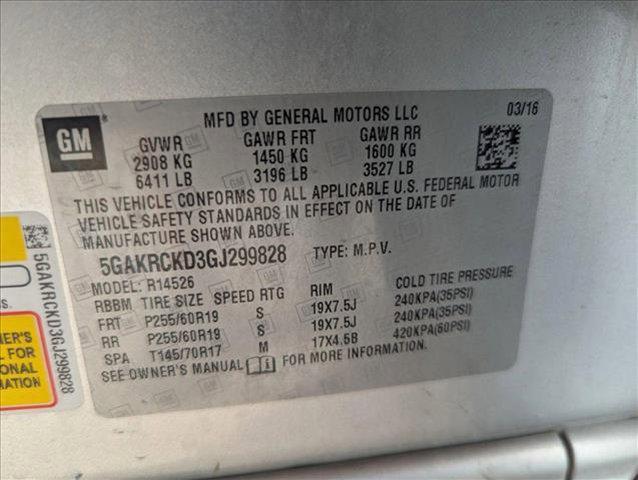 GM
MFD BY GENERAL MOTORS LLC
03/16
GVWR GAWR FRT GAWR RR
2908 KG 1450 KG 1600 KG
6411 LB 3196 LB 3527 LB
THIS VEHICLE CONFORMS TO ALL APPLICABLE U.S. FEDERAL MOTOR
VEHICLE SAFETY STANDARDS IN EFFECT ON THE DATE OF
MANUFACTURE SHOWN ABOVE.
5GAKRCKD3GJ299828 TYPE: M.P.V.
MODEL: R14526
RBBM TIRE SIZE SPEED RTG RIM COLD TIRE PRESSURE
FRT P255/60R19 S 19X7.5J 240KPA(35PSI)
RR P255/60R19 S 19X7.5J 240KPA(35PSI)
SPA T145/70R17 M 17X4.5B 420KPA(60PSI)
SEE OWNER'S MANUAL FOR MORE INFORMATION.
5GAKRCKD3GJ299828
S.
NER'S
L FOR
ONAL
MATION